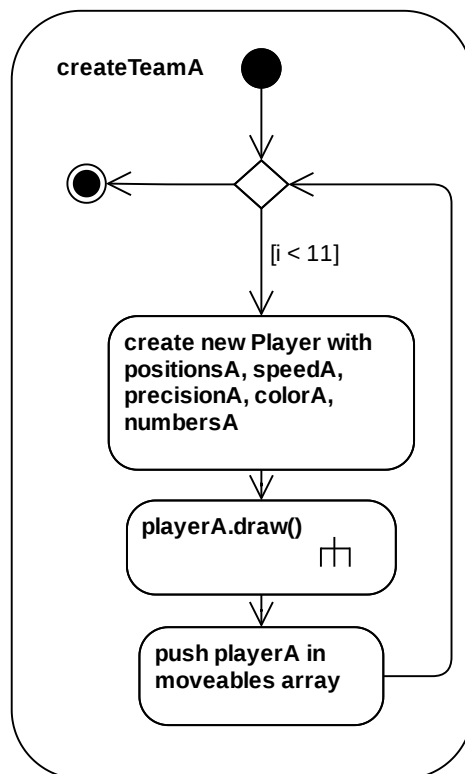 createTeamA
[i < 11]
create new Player with
positionsA, speedA,
precisionA, colorA,
numbersA
playerA.draw()
push playerA in
moveables array